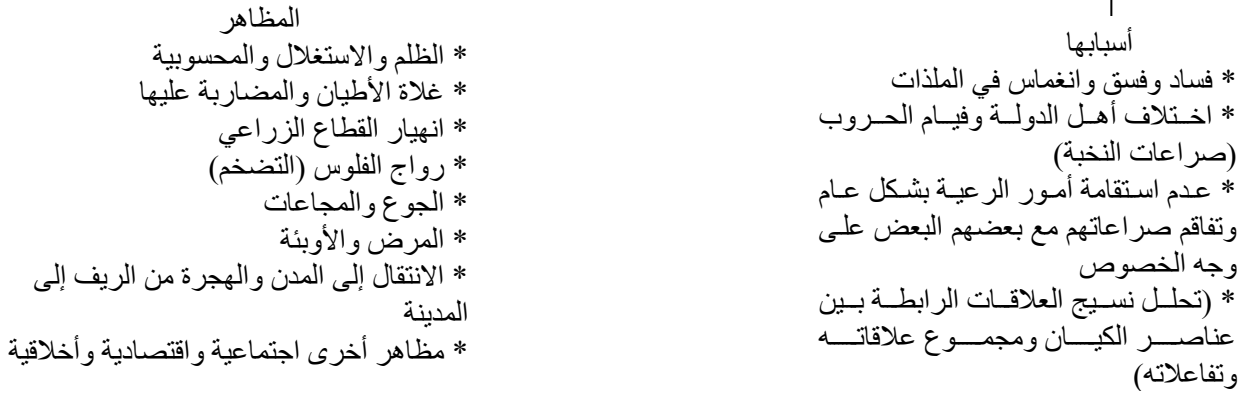 أسبابها
* فساد وفسق وانغماس في الملذات
* اختلاف أهل الدولة وفيام الحروب
(صراعات النخبة)
* عدم استقامة أمور الرعية بشكل عام
وتفاقم صراعاتهم مع بعضهم البعض على
وجه الخصوص
* (تحلل نسيج العلاقات الرابطة بين
عناصر الكيان ومجموع علاقاته
وتفاعلاته)
المظاهر
* الظلم والاستغلال والمحسوبية
* غلاة الأطيان والمضاربة عليها
* انهيار القطاع الزراعي
* رواج الفلوس (التضخم)
* الجوع والمجاعات
* المرض والأوبئة
* الانتقال إلى المدن والهجرة من الريف إلى
المدينة
* مظاهر أخرى اجتماعية واقتصادية وأخلاقية